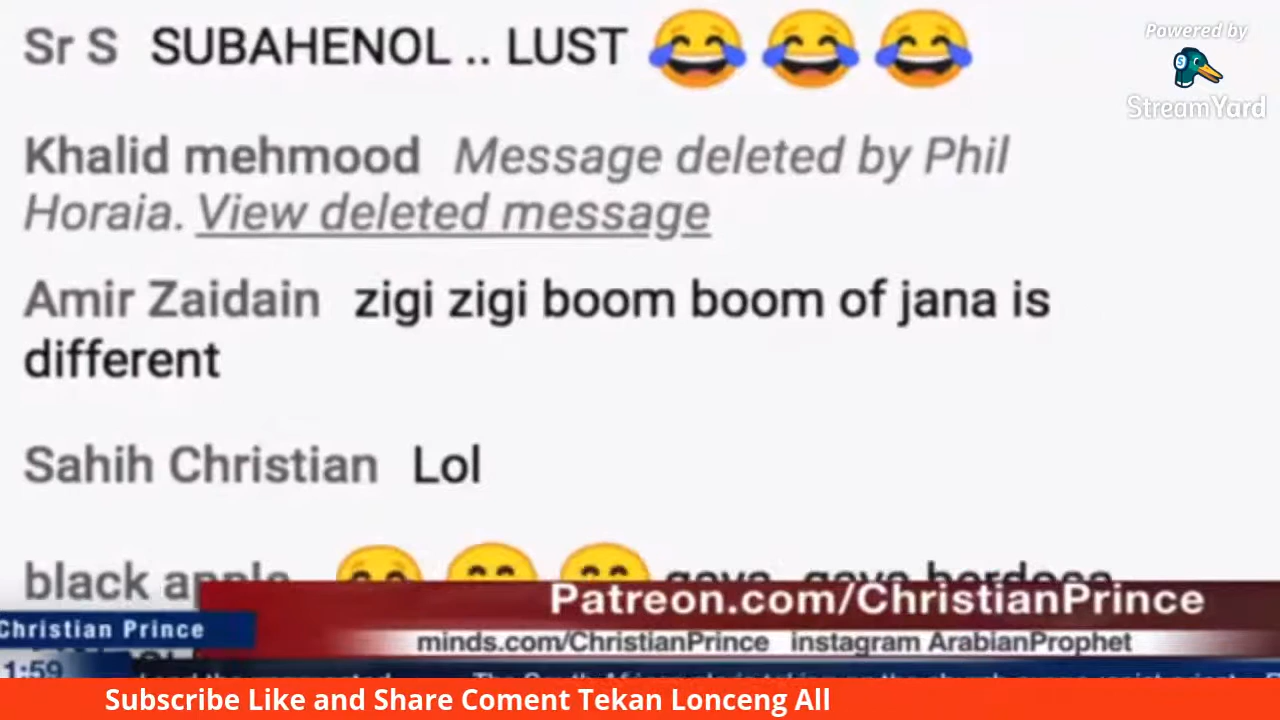 Sr S SUBAHENOL .. LUST 😂 😂 😂
Powered by
StreamYard
Khalid mehmood Message deleted by Phil
Horaia. View deleted message
Amir Zaidain zigi zigi boom boom of jana is
different
Sahih Christian Lol
black apple
Patreon.com/ChristianPrince
Christian Prince
minds.com/ChristianPrince instagram ArabianProphet
1:59
Subscribe Like and Share Coment Tekan Lonceng All